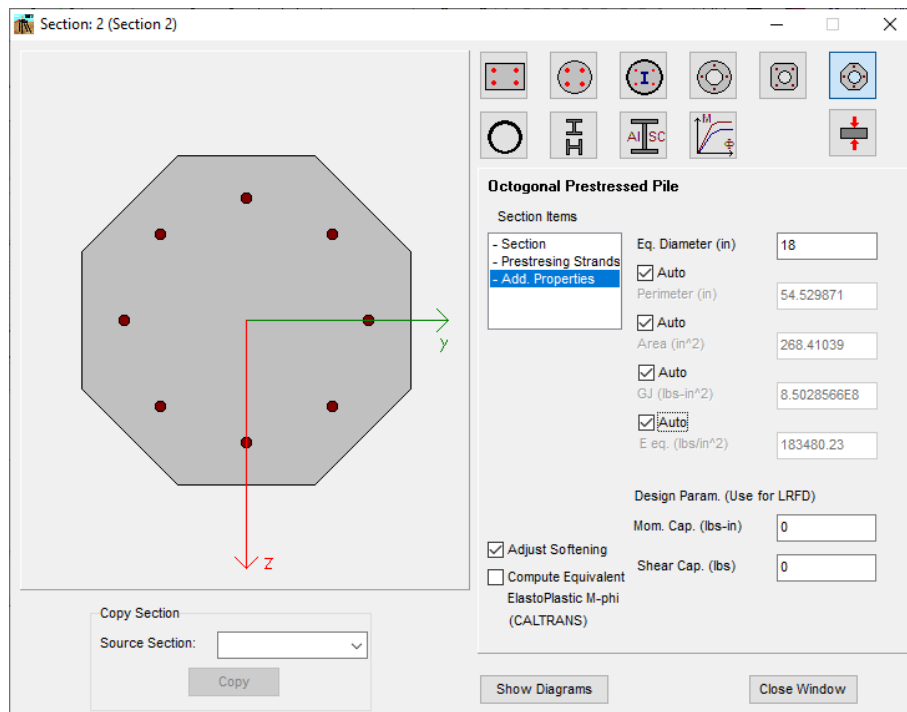 Section: 2 (Section 2)
AISC
M
Φ
I
H
Octogonal Prestressed Pile
Section Items
- Section
- Prestresing Strands
- Add. Properties
Eq. Diameter (in) 18
Auto
Perimeter (in) 54.529871
Auto
Area (in^2) 268.41039
Auto
GJ (lbs-in^2) 8.5028566E8
Auto
E eq. (lbs/in^2) 183480.23
Design Param. (Use for LRFD)
Mom. Cap. (lbs-in) 0
Shear Cap. (lbs) 0
Adjust Softening
Compute Equivalent
ElastoPlastic M-phi
(CALTRANS)
y
z
Copy Section
Source Section:
Copy
Show Diagrams
Close Window